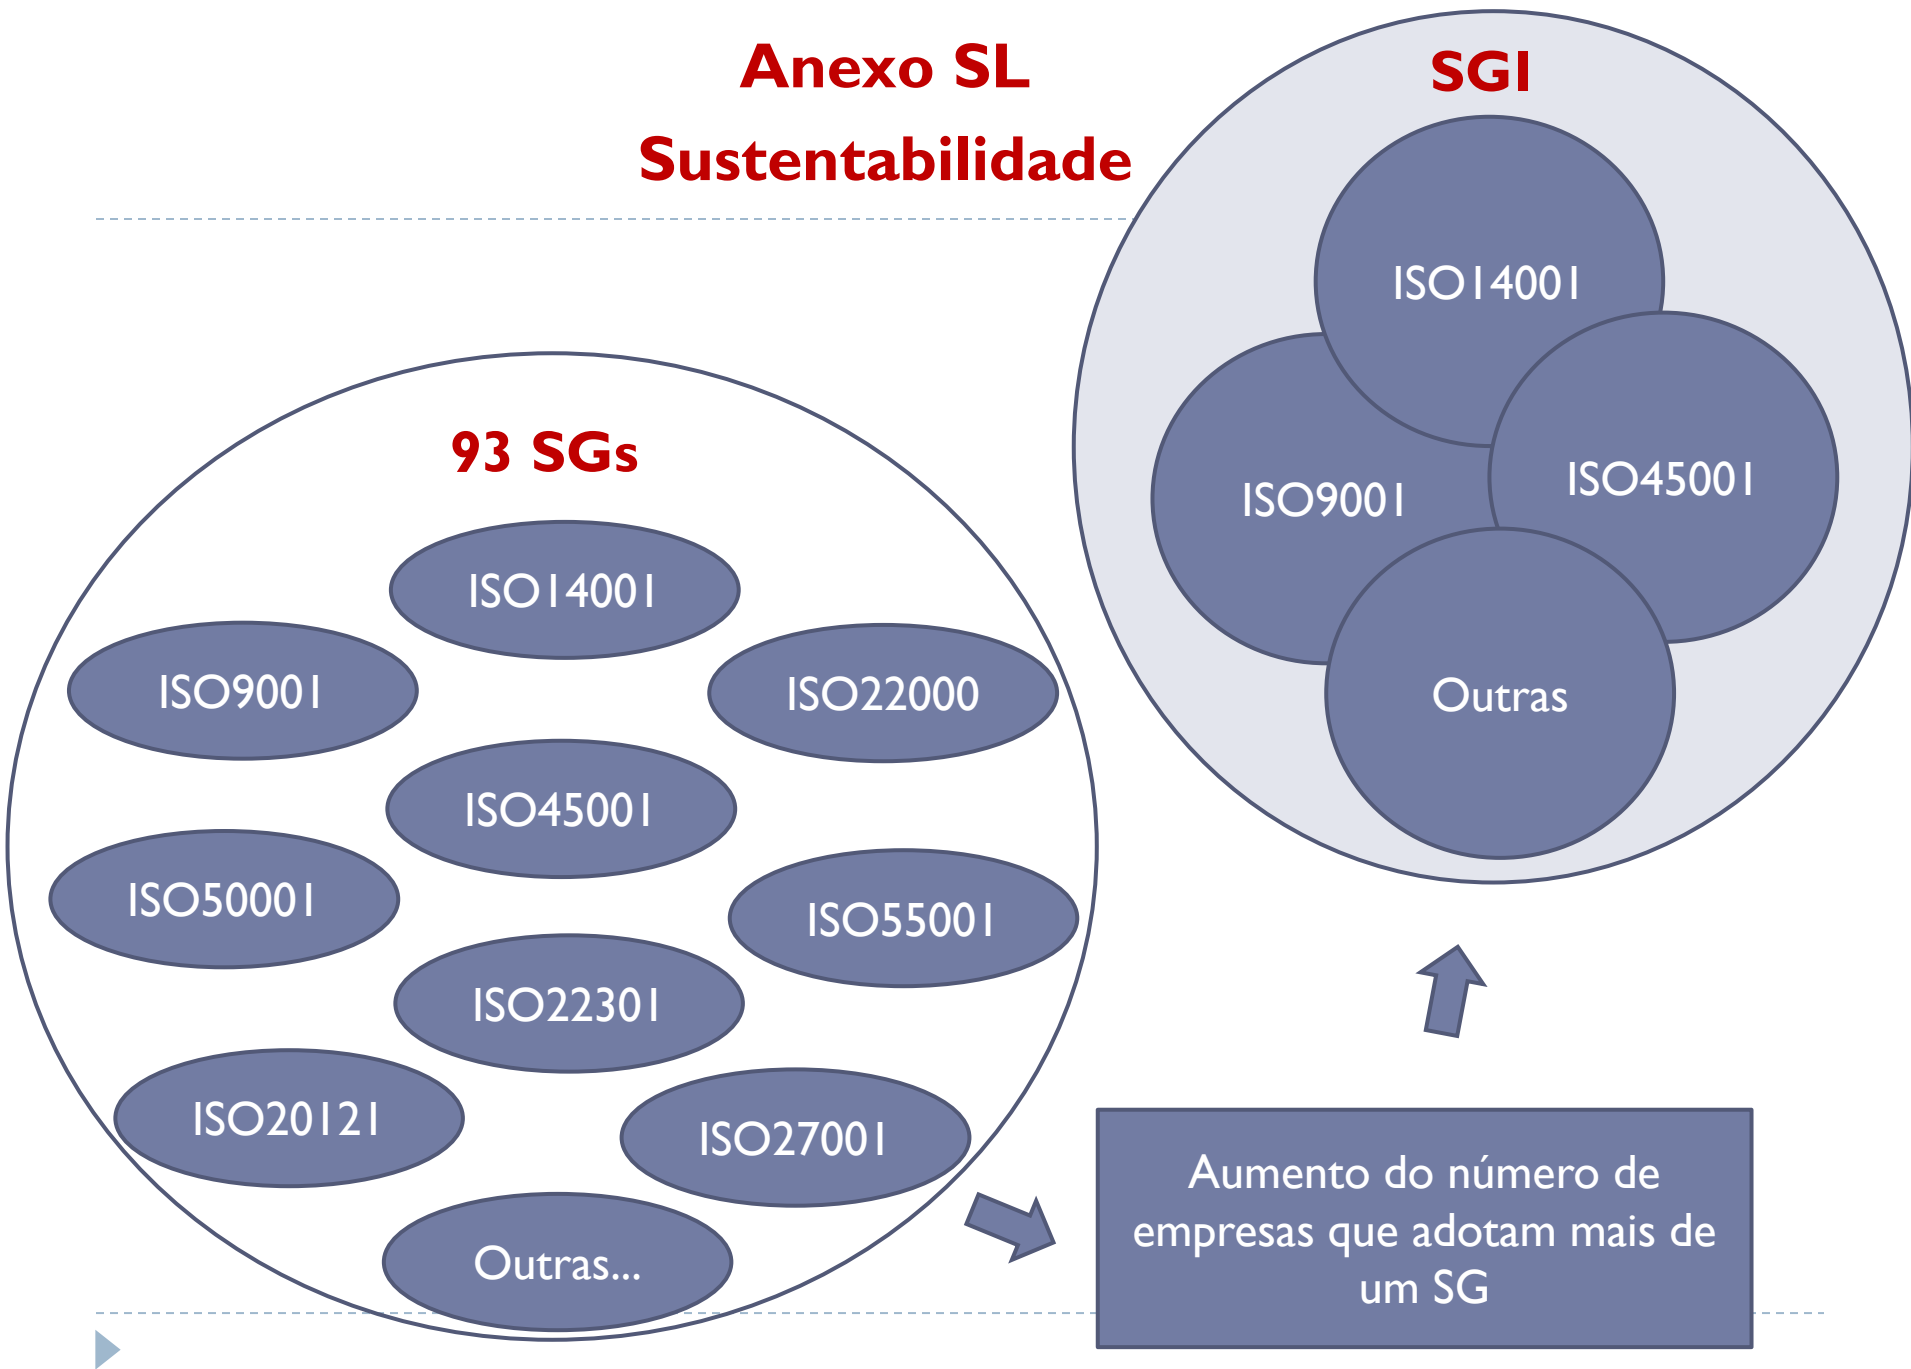 Anexo SL
Sustentabilidade
SGI
ISO14001
ISO9001
ISO45001
Outras
93 SGs
ISO14001
ISO9001
ISO22000
ISO45001
ISO50001
ISO55001
ISO22301
ISO20121
ISO27001
Outras...
Aumento do número de
empresas que adotam mais de
um SG